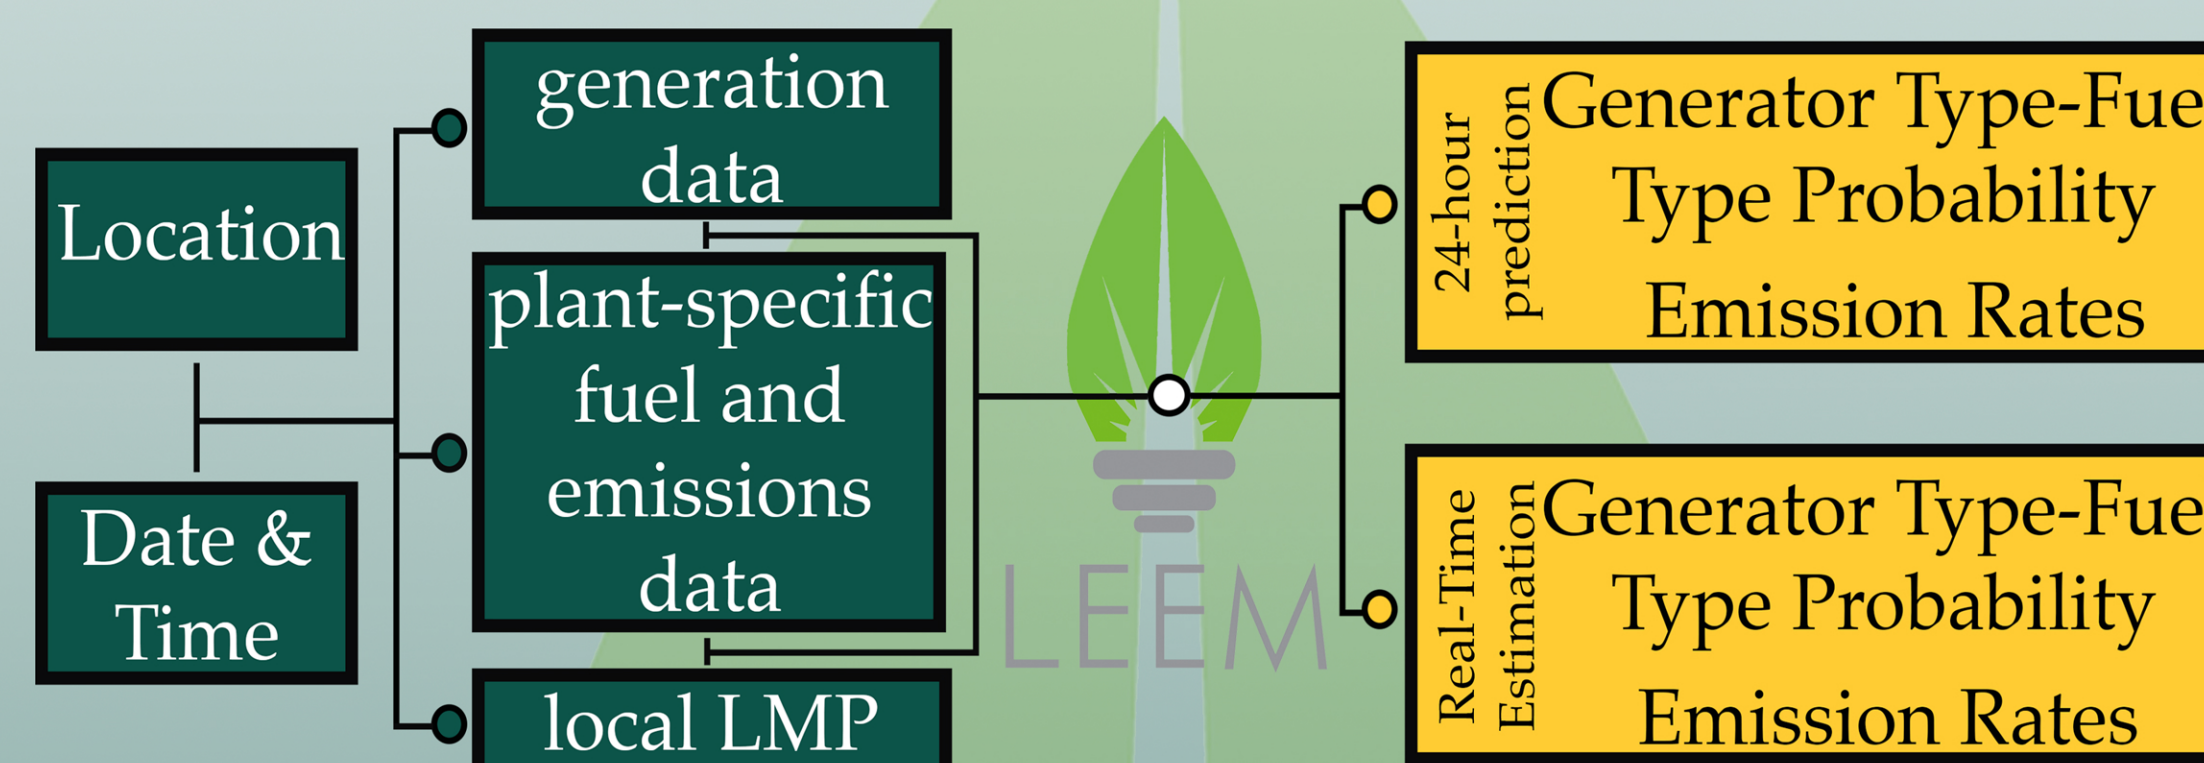 Location
Date &
Time
generation
data
plant-specific
fuel and
emissions
data
local LMP
LEEM
24-hour
prediction
Generator Type-Fue
Type Probability
Emission Rates
Real-Time
Estimation
Generator Type-Fue
Type Probability
Emission Rates